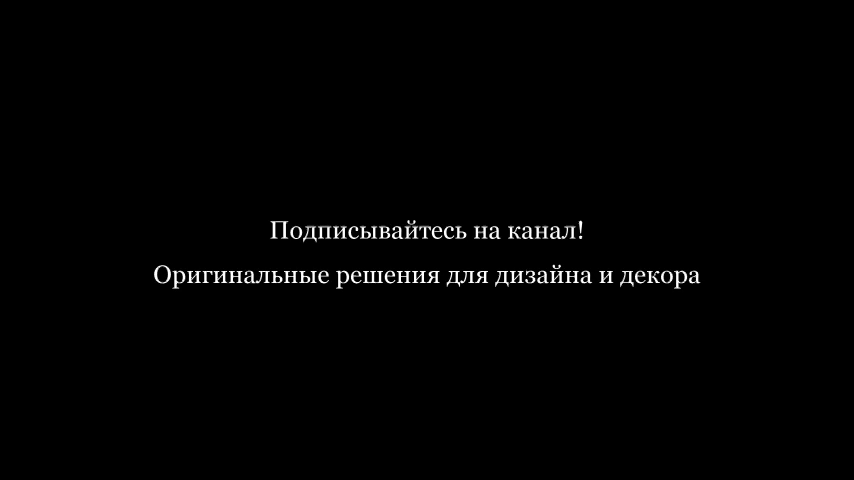 Подписывайтесь на канал!
Оригинальные решения для дизайна и декора